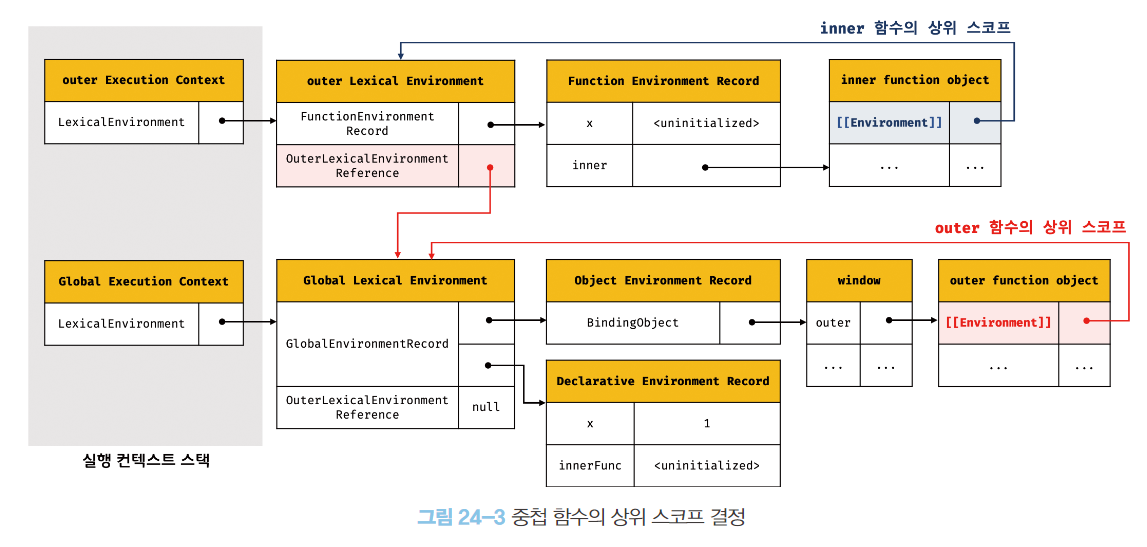 inner 함수의 상위 스코프
outer Execution Context
LexicalEnvironment
outer Lexical Environment
FunctionEnvironment
Record
OuterLexicalEnvironment
Reference
Function Environment Record
x
<uninitialized>
inner
inner function object
[[Environment]]
...
...
outer 함수의 상위 스코프
Global Execution Context
LexicalEnvironment
Global Lexical Environment
GlobalEnvironmentRecord
OuterLexicalEnvironment
Reference
null
Object Environment Record
BindingObject
window
outer
...
...
outer function object
[[Environment]]
...
...
Declarative Environment Record
x
1
innerFunc
<uninitialized>
실행 컨텍스트 스택
그림 24-3 중첩 함수의 상위 스코프 결정